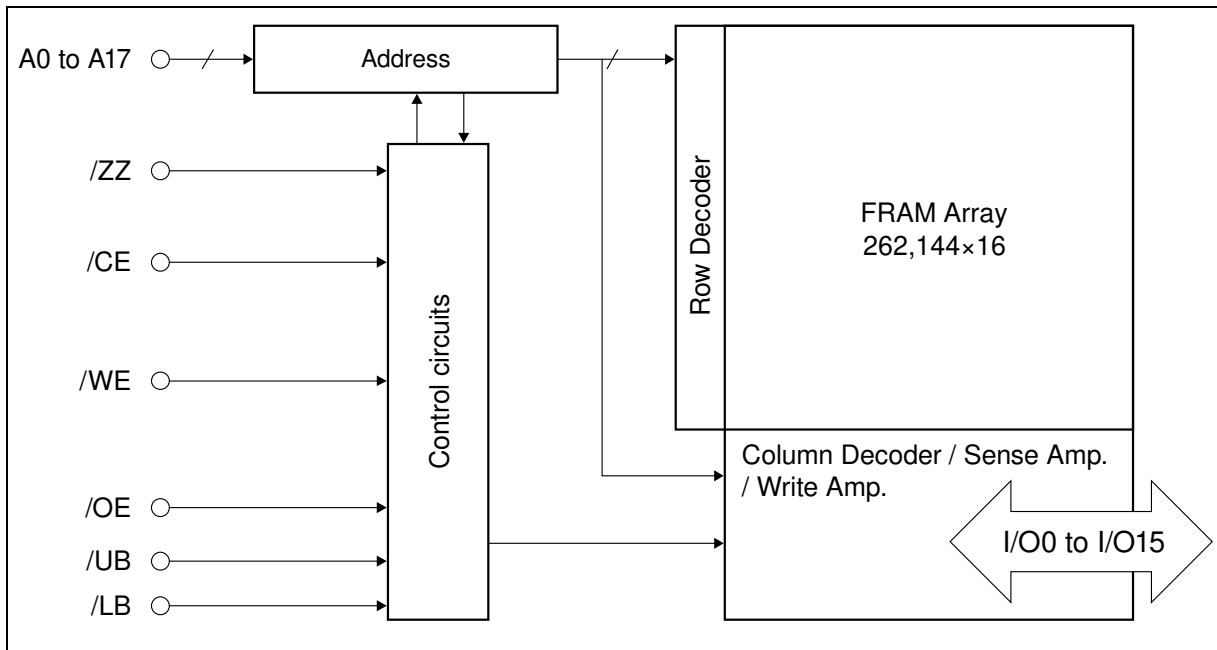 A0 to A17
Address
/ZZ
/CE
/WE
/OE
/UB
/LB
Control circuits
Row Decoder
FRAM Array
262,144×16
Column Decoder / Sense Amp.
/ Write Amp.
I/O0 to I/O15